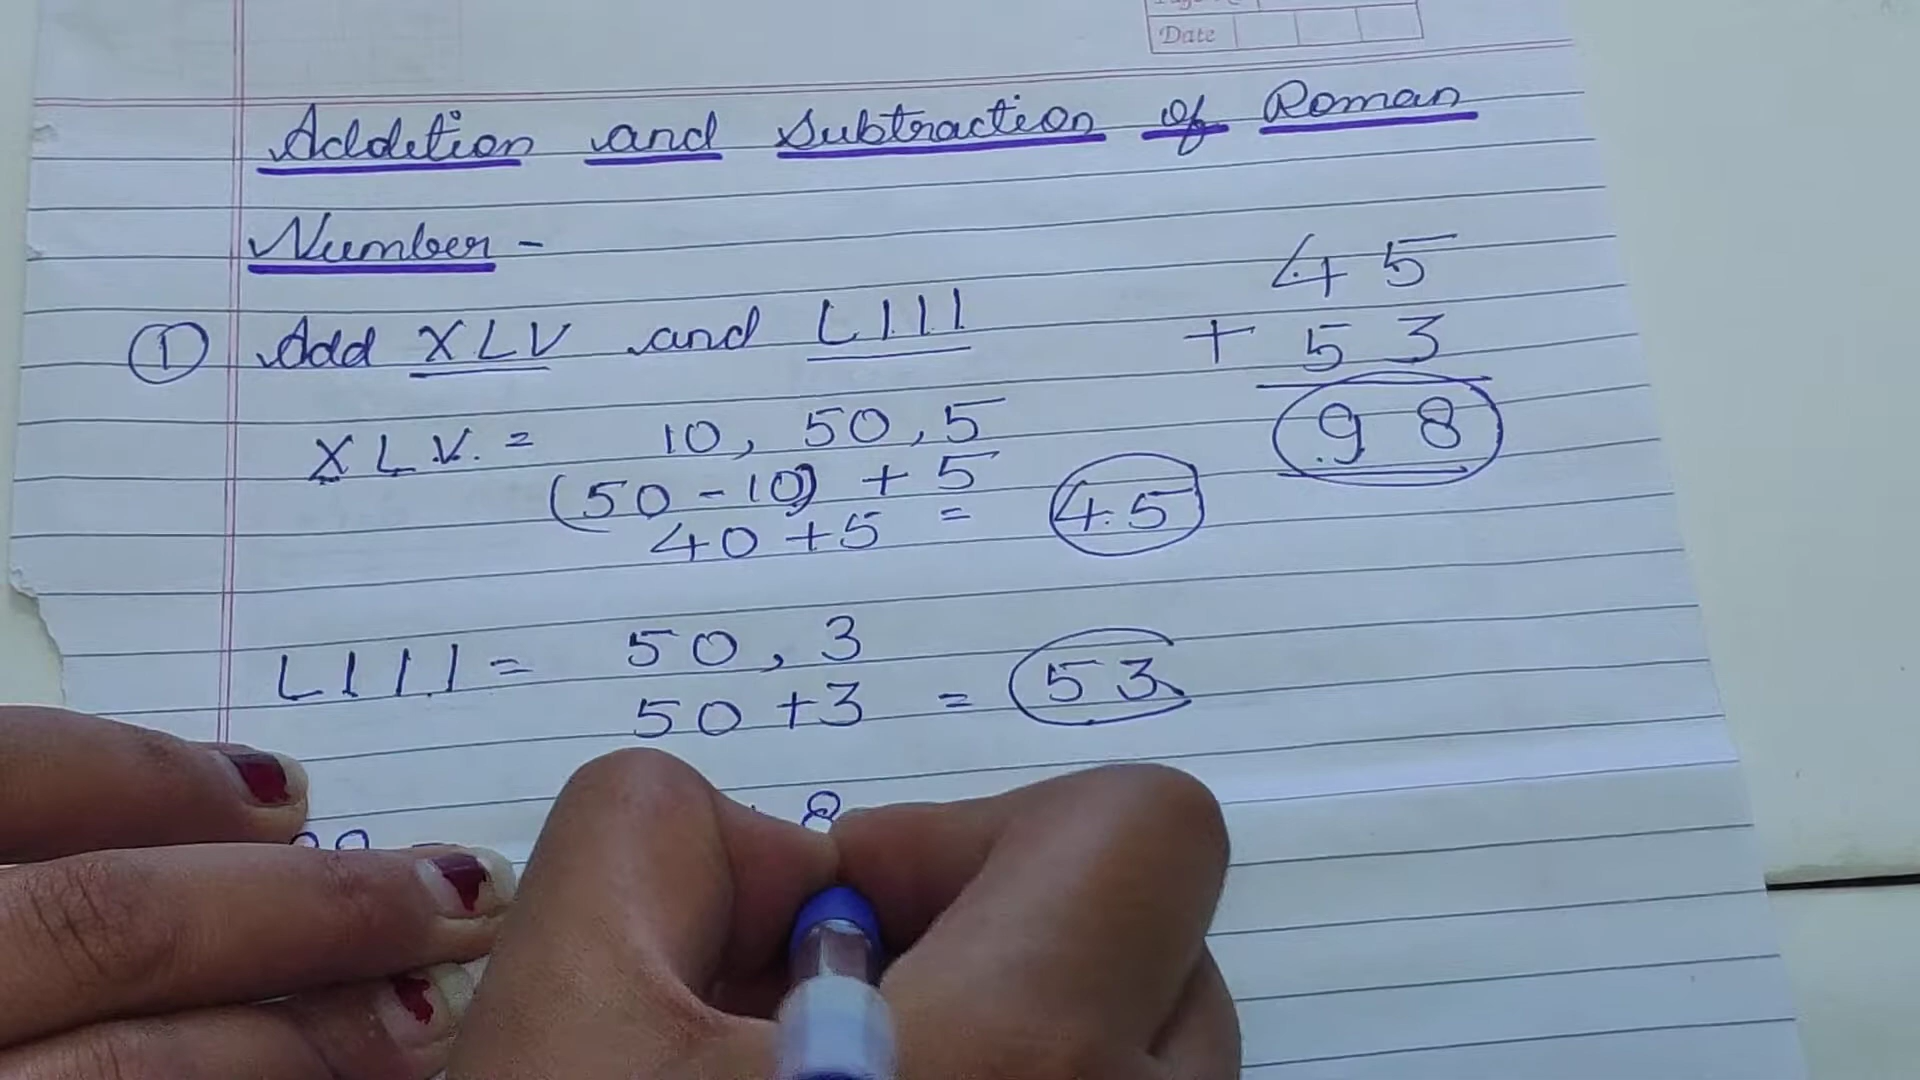 Date
Addition and Subtraction of Roman
Number -
① Add XLV and LIII
45
+ 53
98
XLV. = 10, 50, 5
(50 - 10) + 5
40 + 5 = 45
LIII = 50, 3
50 + 3 = 53
8